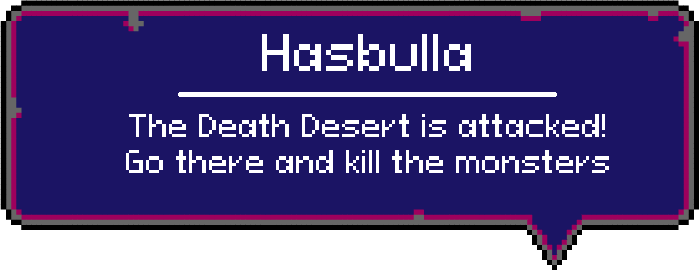 Hasbulla
The Death Desert is attacked!
Go there and kill the monsters